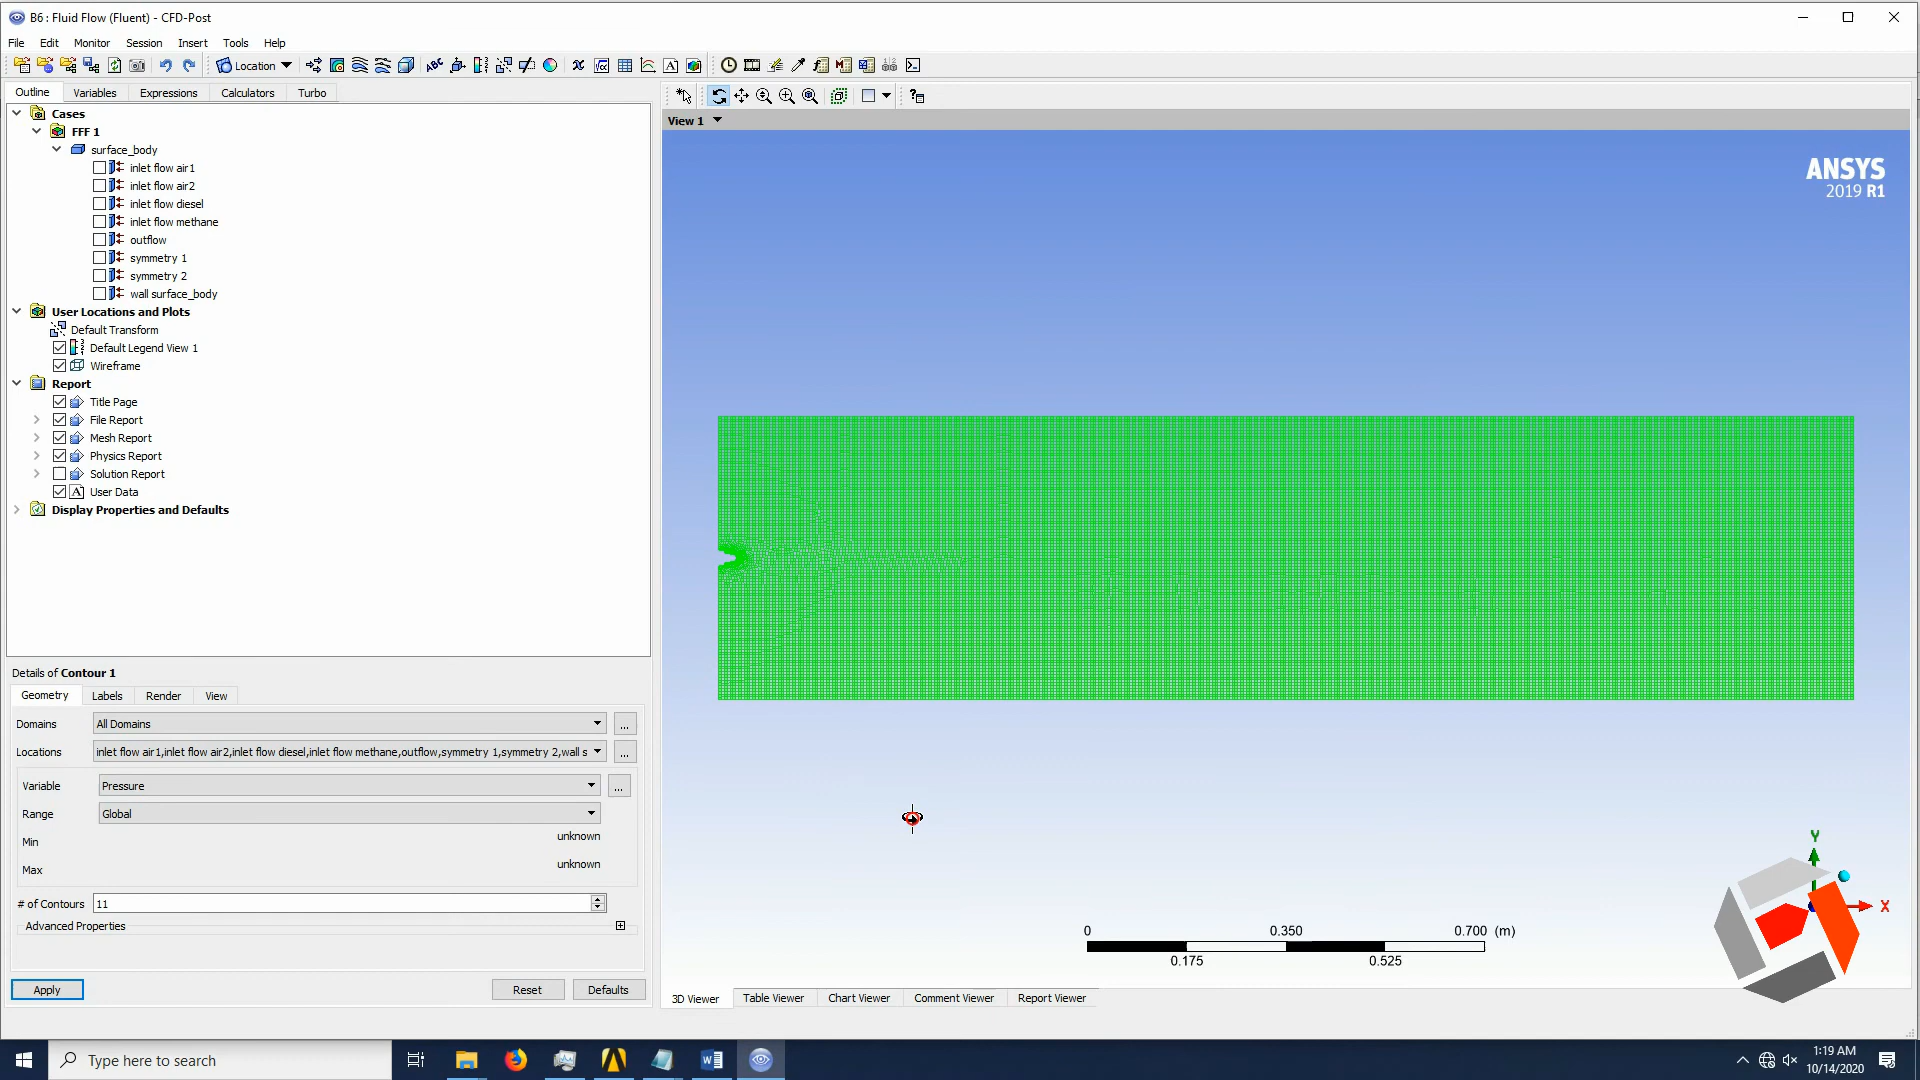 B6 : Fluid Flow (Fluent) - CFD-Post
File Edit Monitor Session Insert Tools Help
Location
Outline Variables Expressions Calculators Turbo
Cases
FFF 1
surface_body
inlet flow air1
inlet flow air2
inlet flow diesel
inlet flow methane
outflow
symmetry 1
symmetry 2
wall surface_body
User Locations and Plots
Default Transform
Default Legend View 1
Wireframe
Report
Title Page
File Report
Mesh Report
Physics Report
Solution Report
User Data
Display Properties and Defaults
Details of Contour 1
Geometry Labels Render View
Domains All Domains ...
Locations inlet flow air1,inlet flow air2,inlet flow diesel,inlet flow methane,outflow,symmetry 1,symmetry 2,wall s ...
Variable Pressure ...
Range Global
Min unknown
Max unknown
# of Contours 11
Advanced Properties
Apply Reset Defaults
View 1
ANSYS
2019 R1
Y
X
0 0.350 0.700 (m)
0.175 0.525
3D Viewer Table Viewer Chart Viewer Comment Viewer Report Viewer
Type here to search
1:19 AM
10/14/2020